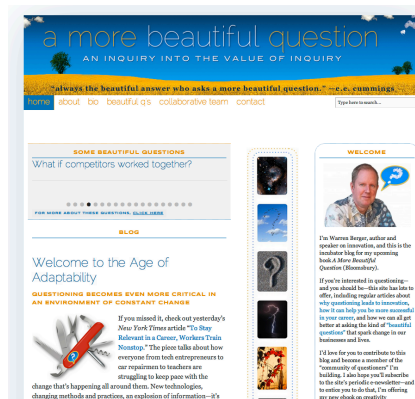 a more beautiful question
AN INQUIRY INTO THE VALUE OF INQUIRY
"always the beautiful answer who asks a more beautiful question." —e.e. cummings
home about bio beautiful q's collaborative team contact
Type here to search...
SOME BEAUTIFUL QUESTIONS
What if competitors worked together?
FOR MORE ABOUT THESE QUESTIONS, CLICK HERE
BLOG
Welcome to the Age of
Adaptability
QUESTIONING BECOMES EVEN MORE CRITICAL IN
AN ENVIRONMENT OF CONSTANT CHANGE
If you missed it, check out yesterday's
New York Times article "To Stay
Relevant in a Career, Workers Train
Nonstop." The piece talks about how
everyone from tech entrepreneurs to
car repairmen to teachers are
struggling to keep pace with the
change that's happening all around them. New technologies,
changing methods and practices, an explosion of information—it's
WELCOME
?
I'm Warren Berger, author and
speaker on innovation, and this is the
incubator blog for my upcoming
book A More Beautiful
Question (Bloomsbury).
If you're interested in questioning—
and you should be—this site has lots to
offer, including regular articles about
why questioning leads to innovation,
how it can help you be more successful
in your career, and how we can all get
better at asking the kind of "beautiful
questions" that spark change in our
businesses and lives.
I'd love for you to contribute to this
blog and become a member of the
"community of questioners" I'm
building. I also hope you'll subscribe
to the site's periodic e-newsletter—and
to entice you to do that, I'm offering
my new ebook on creativity